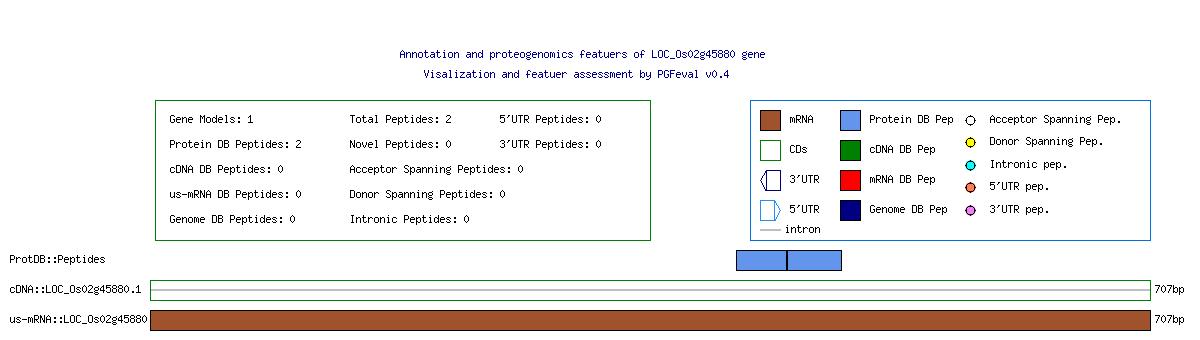 Annotation and proteogenomics featuers of LOC_Os02g45880 gene
Visalization and featuer assessment by PGFeval v0.4
Gene Models: 1 Total Peptides: 2 5'UTR Peptides: 0
Protein DB Peptides: 2 Novel Peptides: 0 3'UTR Peptides: 0
cDNA DB Peptides: 0 Acceptor Spanning Peptides: 0
us-mRNA DB Peptides: 0 Donor Spanning Peptides: 0
Genome DB Peptides: 0 Intronic Peptides: 0
mRNA Protein DB Pep Acceptor Spanning Pep.
CDs cDNA DB Pep Donor Spanning Pep.
3'UTR mRNA DB Pep Intronic pep.
5'UTR Genome DB Pep 5'UTR pep.
intron 3'UTR pep.
ProtDB::Peptides
cDNA::LOC_Os02g45880.1 707bp
us-mRNA::LOC_Os02g45880 707bp